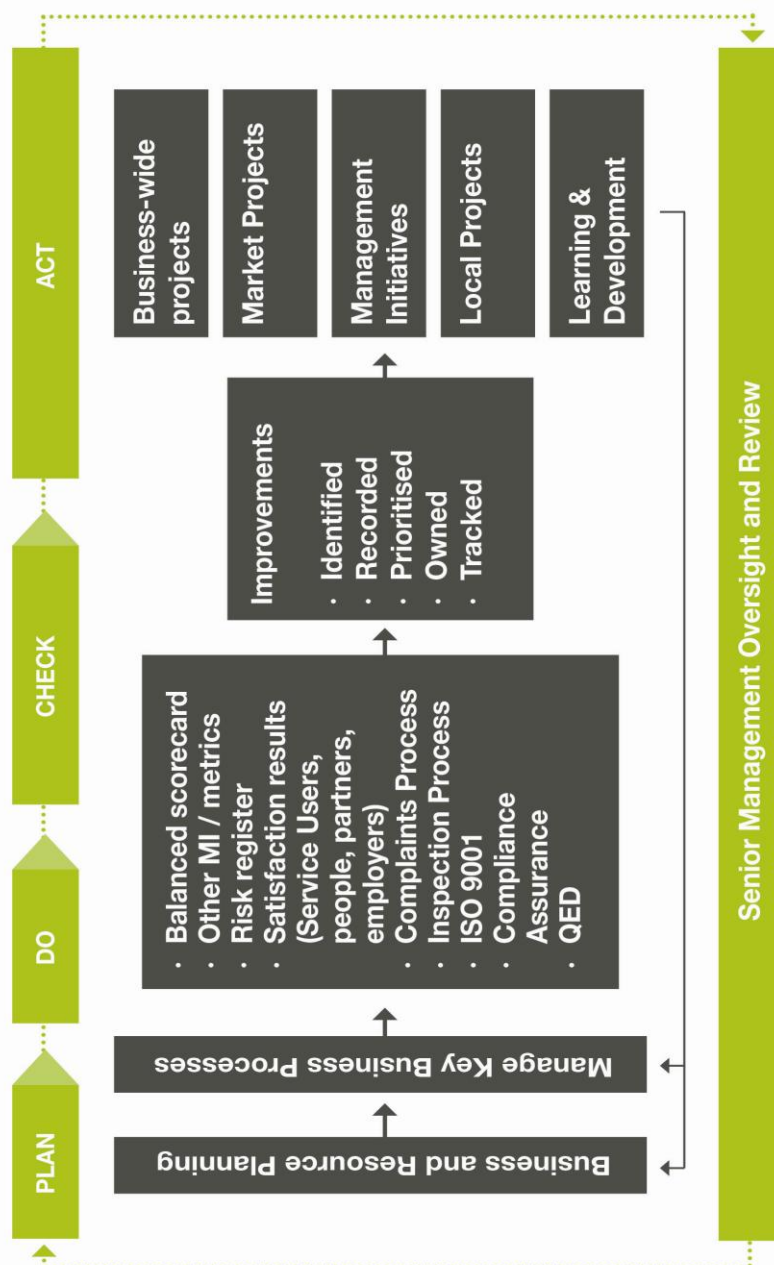 PLAN
DO
CHECK
ACT
Business and Resource Planning
Manage Key Business Processes
· Balanced scorecard
· Other MI / metrics
· Risk register
· Satisfaction results
(Service Users,
people, partners,
employers)
· Complaints Process
· Inspection Process
· ISO 9001
· Compliance
Assurance
· QED
Improvements
· Identified
· Recorded
· Prioritised
· Owned
· Tracked
Business-wide
projects
Market Projects
Management
Initiatives
Local Projects
Learning &
Development
Senior Management Oversight and Review